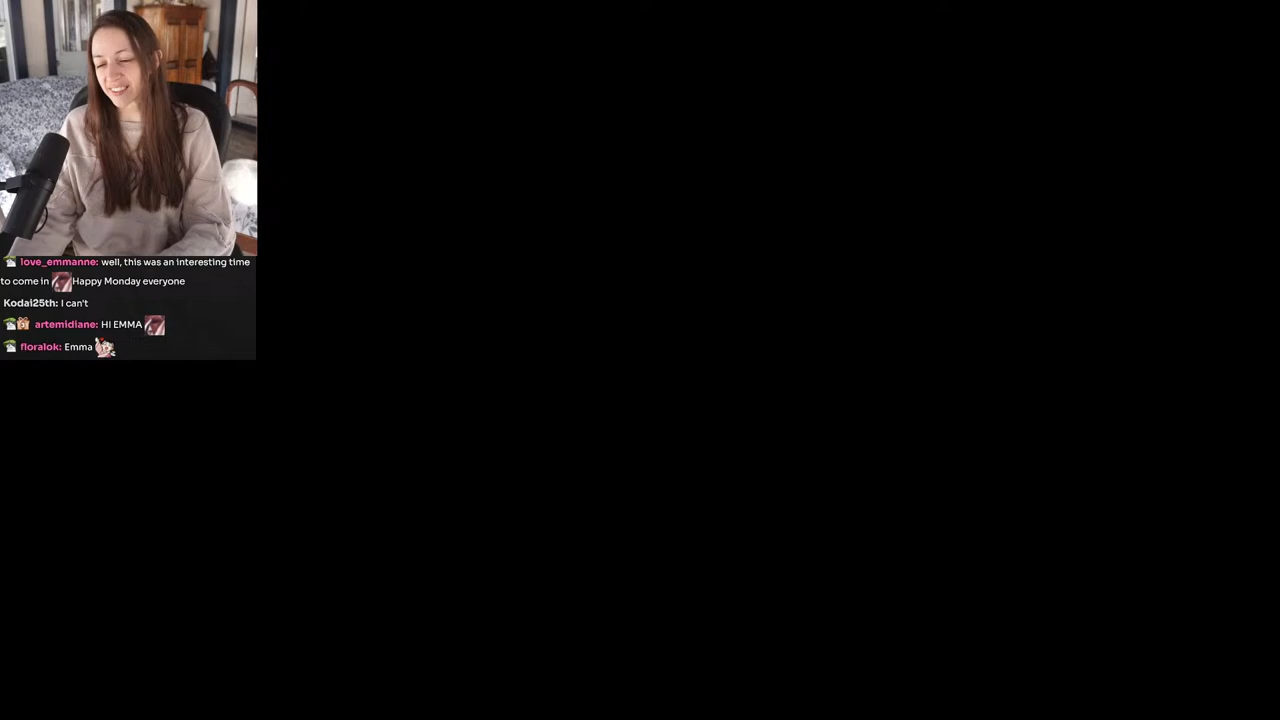 love_emmanne: well, this was an interesting time
to come in Happy Monday everyone
Kodai25th: I can't
artemidiane: HI EMMA
floralok: Emma